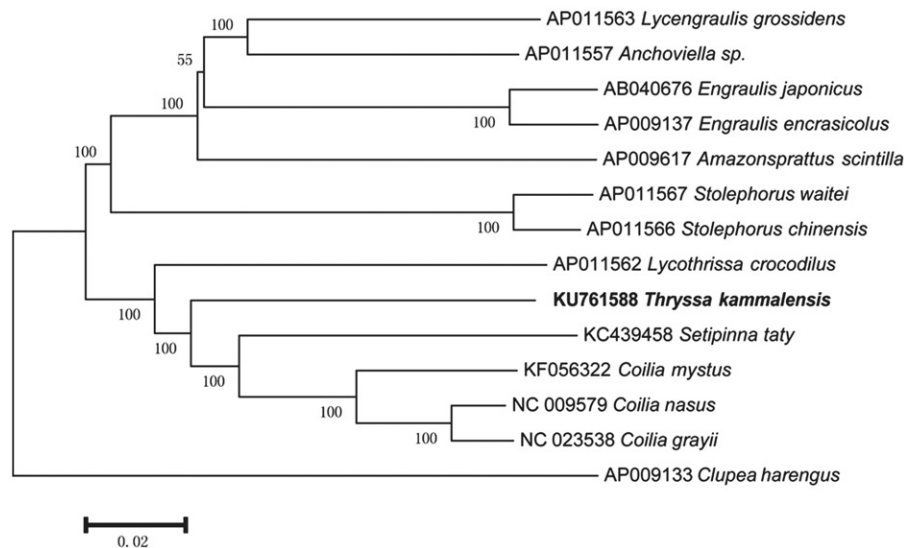 100
AP011563 Lycengraulis grossidens
AP011557 Anchoviella sp.
55
AB040676 Engraulis japonicus
100
100
AP009137 Engraulis encrasicolus
100
AP009617 Amazonsprattus scintilla
AP011567 Stolephorus waitei
100
AP011566 Stolephorus chinensis
AP011562 Lycothrissa crocodilus
100
KU761588 Thryssa kammalensis
100
KC439458 Setipinna taty
100
KF056322 Coilia mystus
100
NC 009579 Coilia nasus
100
NC 023538 Coilia grayii
AP009133 Clupea harengus
0.02